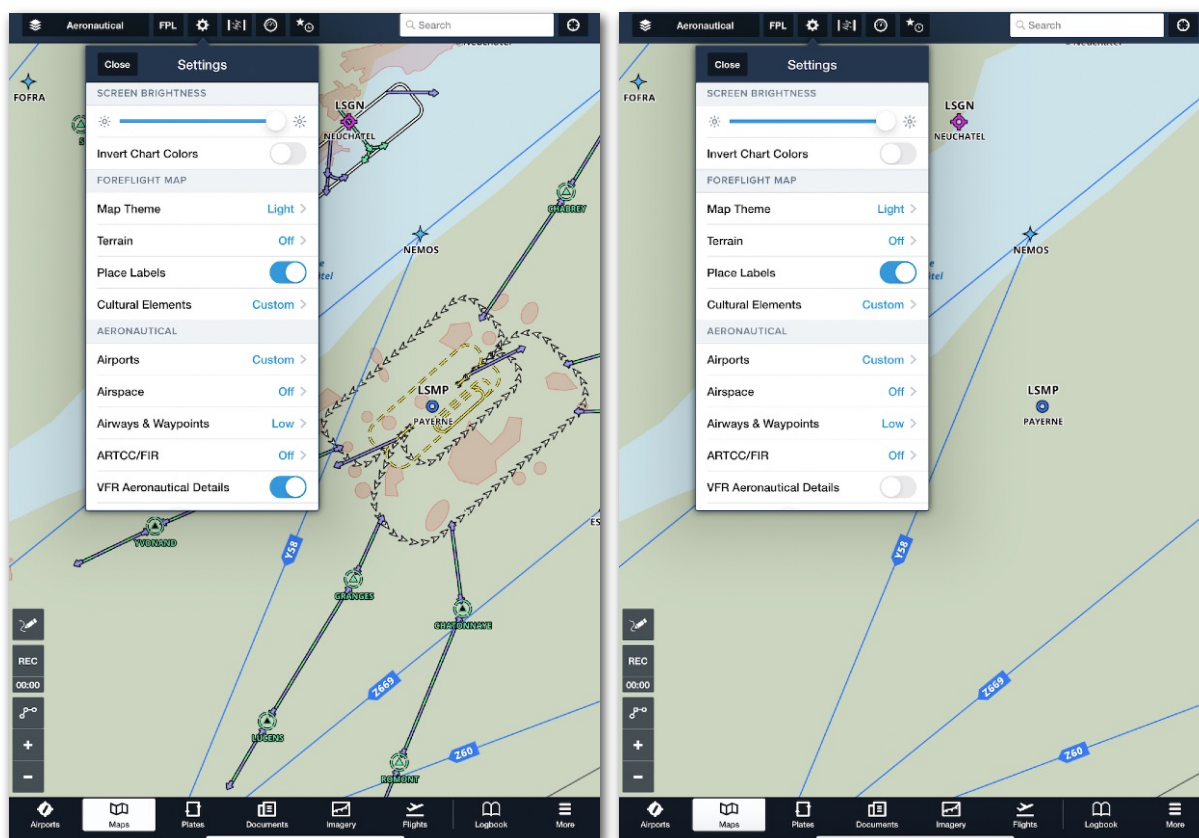 Aeronautical
FPL
Search
Close
Settings
SCREEN BRIGHTNESS
Invert Chart Colors
FOREFLIGHT MAP
Map Theme
Light >
Terrain
Off >
Place Labels
Cultural Elements
Custom >
AERONAUTICAL
Airports
Custom >
Airspace
Off >
Airways & Waypoints
Low >
ARTCC/FIR
Off >
VFR Aeronautical Details
FOFRA
LSGN
NEUCHATEL
CHABREY
NEMOS
LSMP
PAYERNE
YVONAND
Y58
GRANGES
CHATONNAYE
Z669
LUCENS
Z60
ROMONT
REC
00:00
+
−
Airports
Maps
Plates
Documents
Imagery
Flights
Logbook
More
Aeronautical
FPL
Search
Close
Settings
SCREEN BRIGHTNESS
Invert Chart Colors
FOREFLIGHT MAP
Map Theme
Light >
Terrain
Off >
Place Labels
Cultural Elements
Custom >
AERONAUTICAL
Airports
Custom >
Airspace
Off >
Airways & Waypoints
Low >
ARTCC/FIR
Off >
VFR Aeronautical Details
FOFRA
LSGN
NEUCHATEL
NEMOS
LSMP
PAYERNE
Y58
Z669
Z60
REC
00:00
+
−
Airports
Maps
Plates
Documents
Imagery
Flights
Logbook
More